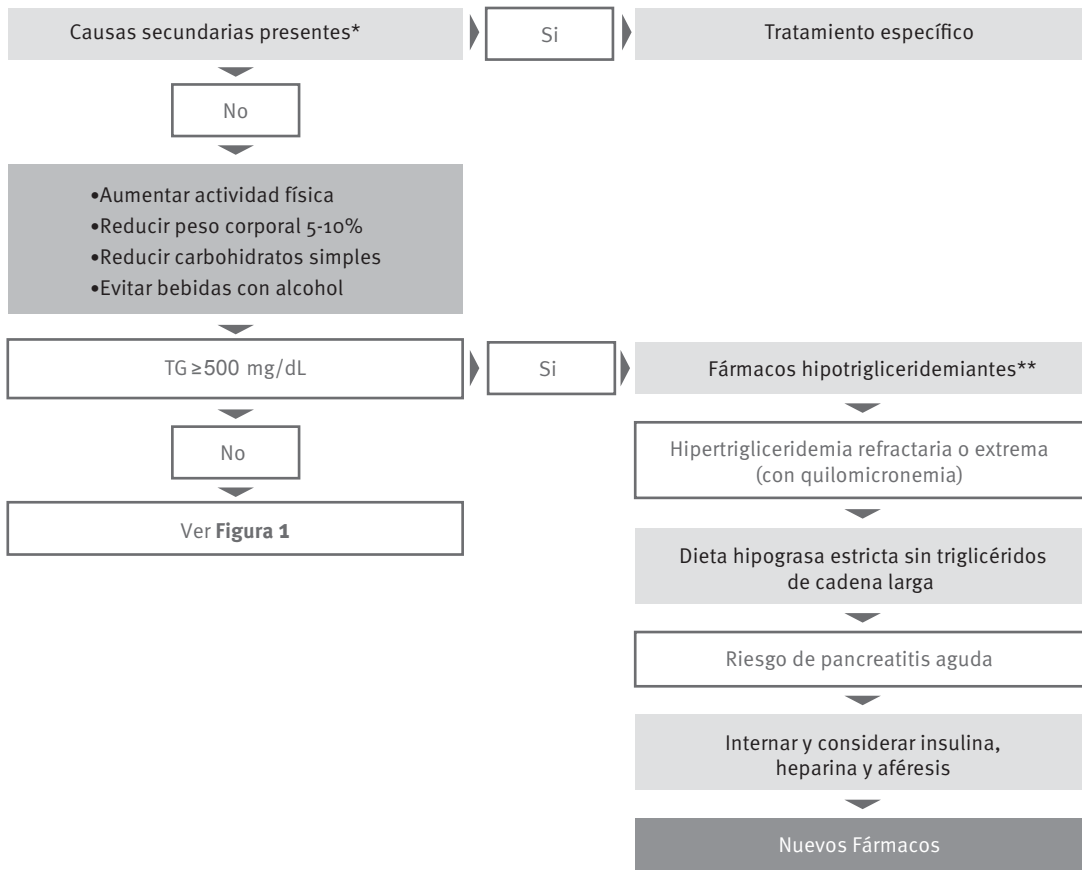 Causas secundarias presentes*
Si
Tratamiento específico
No
•Aumentar actividad física
•Reducir peso corporal 5-10%
•Reducir carbohidratos simples
•Evitar bebidas con alcohol
TG ≥500 mg/dL
Si
Fármacos hipotrigliceridemiantes**
No
Ver Figura 1
Hipertrigliceridemia refractaria o extrema
(con quilomicronemia)
Dieta hipograsa estricta sin triglicéridos
de cadena larga
Riesgo de pancreatitis aguda
Internar y considerar insulina,
heparina y aféresis
Nuevos Fármacos